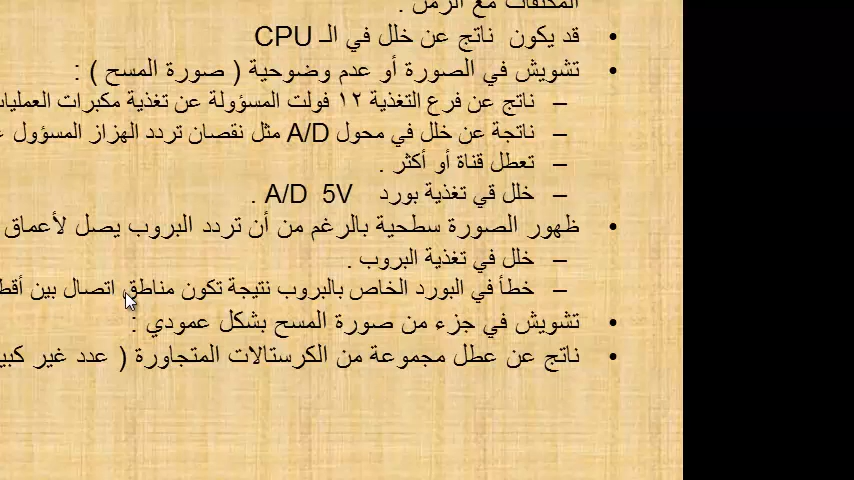 المكثفات مع الزمن .
• قد يكون ناتج عن خلل في الـ CPU
• تشويش في الصورة أو عدم وضوحية ( صورة المسح ) :
– ناتج عن فرع التغذية ١٢ فولت المسؤولة عن تغذية مكبرات العمليات
– ناتجة عن خلل في محول A/D مثل نقصان تردد الهزاز المسؤول
– تعطل قناة أو أكثر .
– خلل قي تغذية بورد A/D 5V .
• ظهور الصورة سطحية بالرغم من أن تردد البروب يصل لأعماق
– خلل في تغذية البروب .
– خطأ في البورد الخاص بالبروب نتيجة تكون مناطق اتصال بين
• تشويش في جزء من صورة المسح بشكل عمودي :
• ناتج عن عطل مجموعة من الكرستالات المتجاورة ( عدد غير